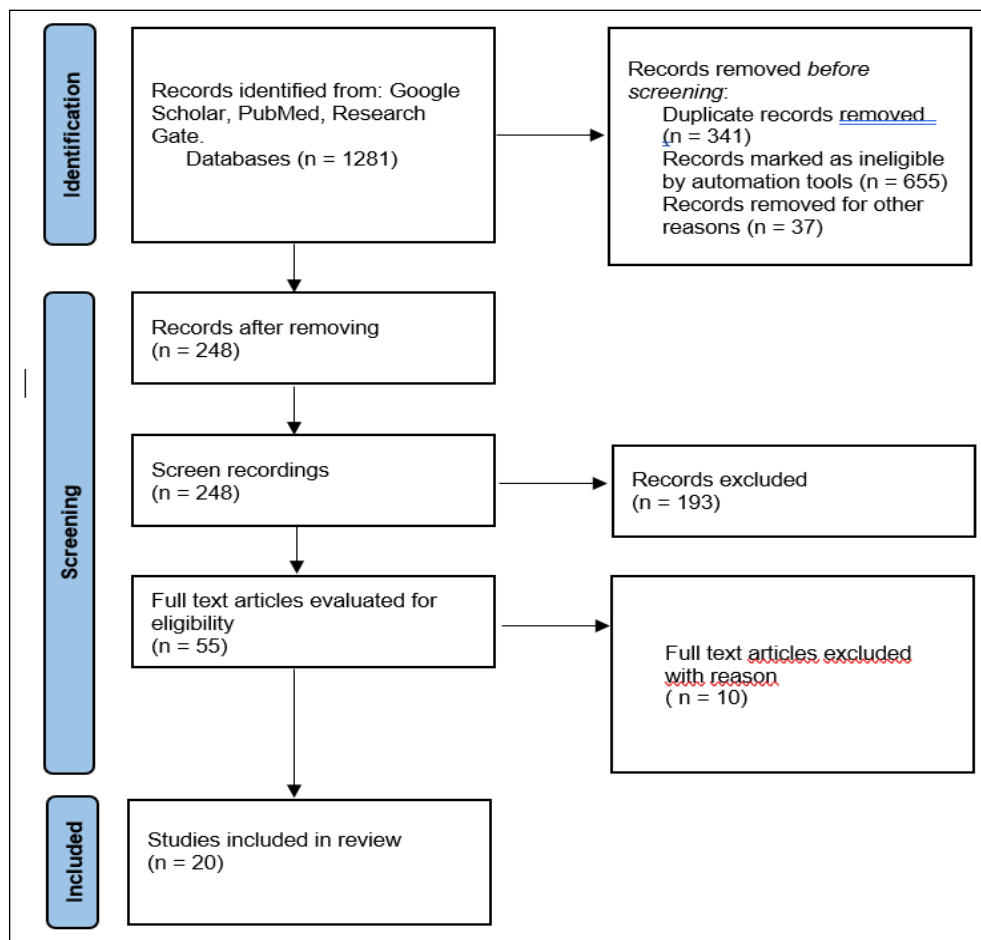 Identification
Records identified from: Google
Scholar, PubMed, Research
Gate.
Databases (n = 1281)
Records removed before
screening:
Duplicate records removed
(n = 341)
Records marked as ineligible
by automation tools (n = 655)
Records removed for other
reasons (n = 37)
Screening
Records after removing
(n = 248)
Screen recordings
(n = 248)
Records excluded
(n = 193)
Full text articles evaluated for
eligibility
(n = 55)
Full text articles excluded
with reason
( n = 10)
Included
Studies included in review
(n = 20)